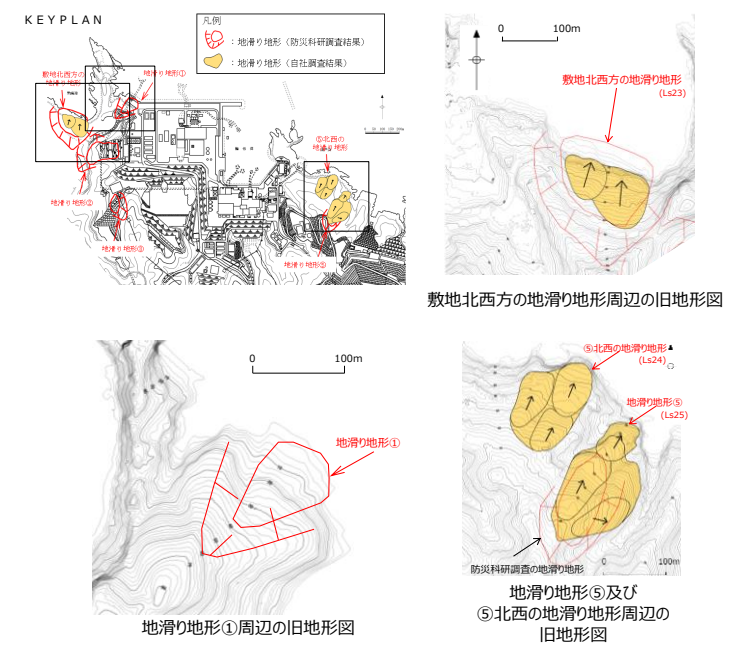 KEYPLAN
凡例
：地滑り地形（防災科研調査結果）
：地滑り地形（自社調査結果）
敷地北西方の
地滑り地形
地滑り地形①
⑤北西の
地滑り地形
地滑り地形②
地滑り地形③
地滑り地形⑤
0 100m
敷地北西方の地滑り地形
(Ls23)
敷地北西方の地滑り地形周辺の旧地形図
0 100m
地滑り地形①
地滑り地形①周辺の旧地形図
⑤北西の地滑り地形
(Ls24)
地滑り地形⑤
(Ls25)
防災科研調査の地滑り地形
0 100m
地滑り地形⑤及び
⑤北西の地滑り地形周辺の
旧地形図